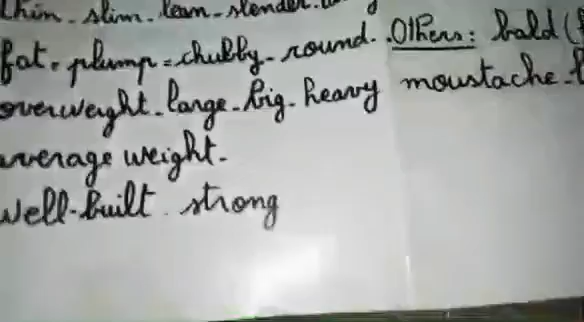 thin. slim. lean. slender.
fat. plump = chubby. round. Others: bald (
overweight. large. big. heavy moustache.
average weight.
well-built. strong